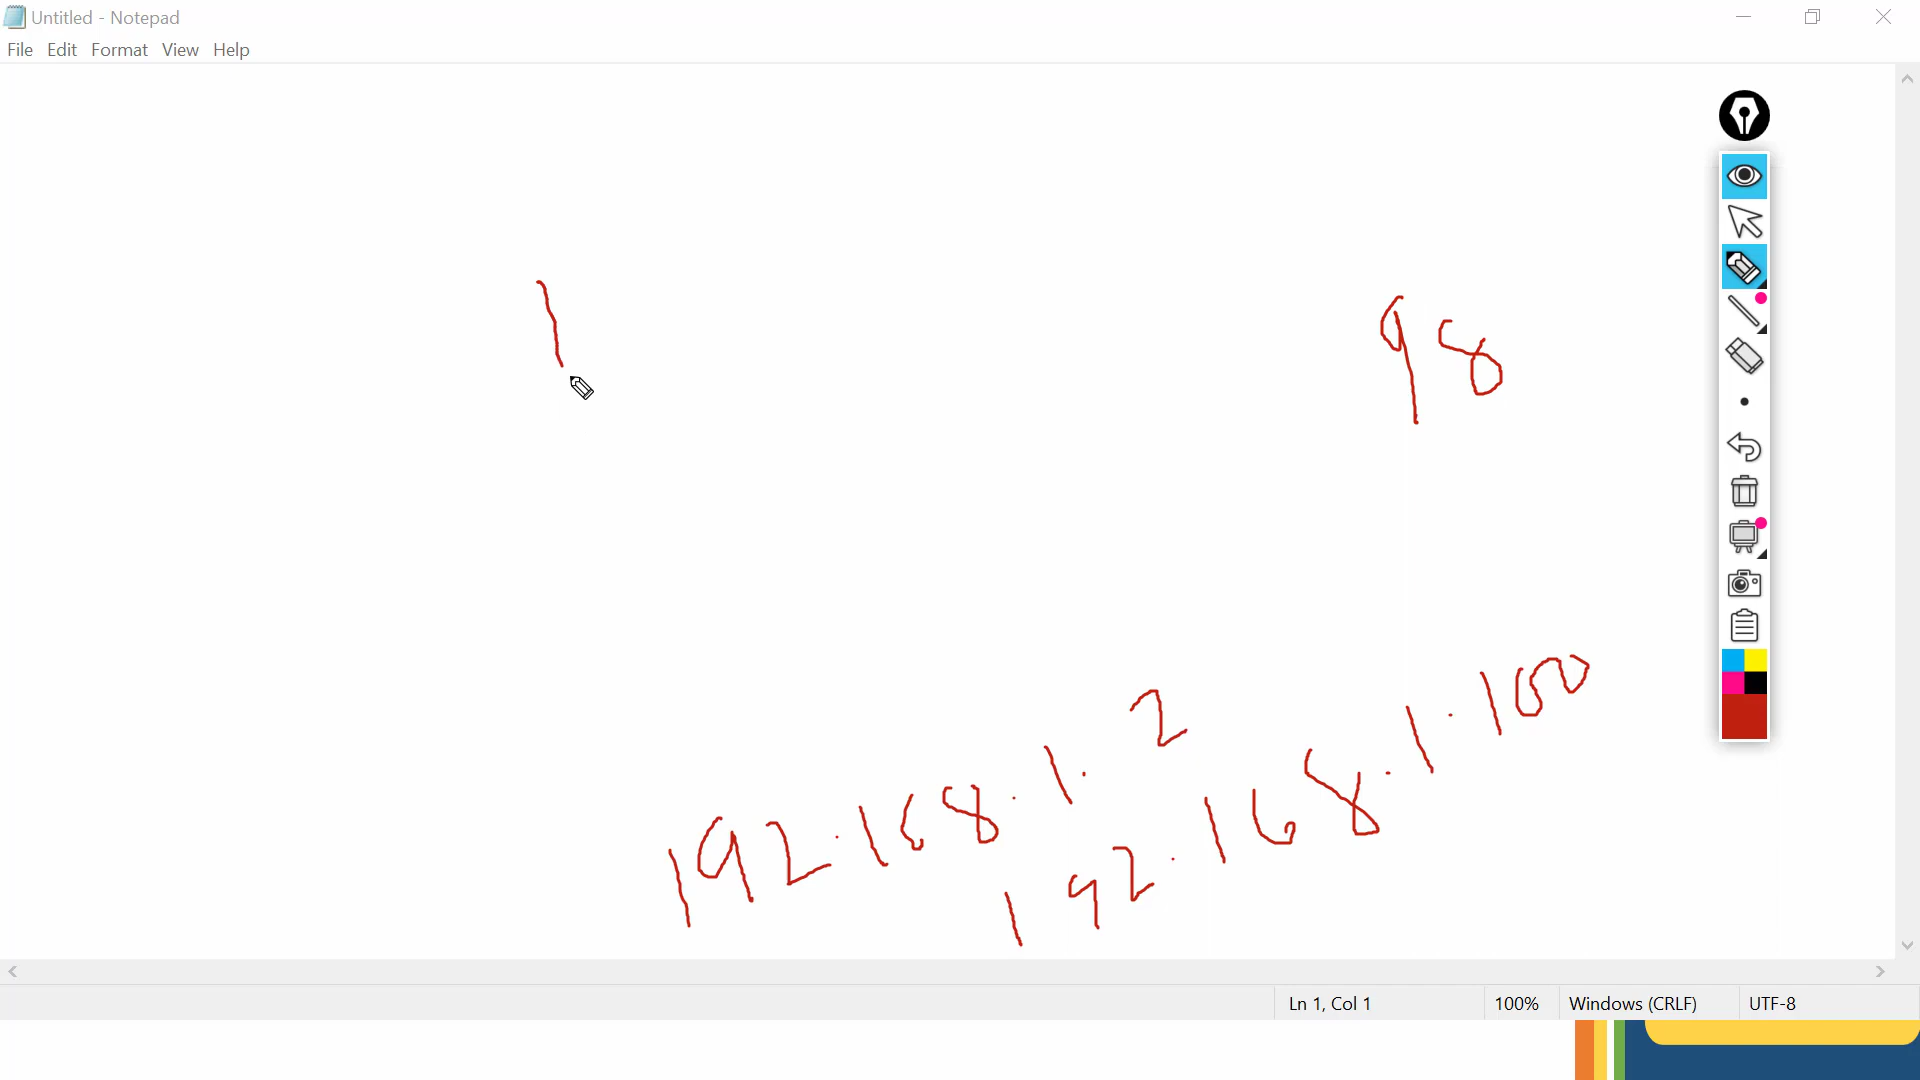 Untitled - Notepad
File Edit Format View Help
1
98
192.168.1.2
192.168.1.100
Ln 1, Col 1 100% Windows (CRLF) UTF-8